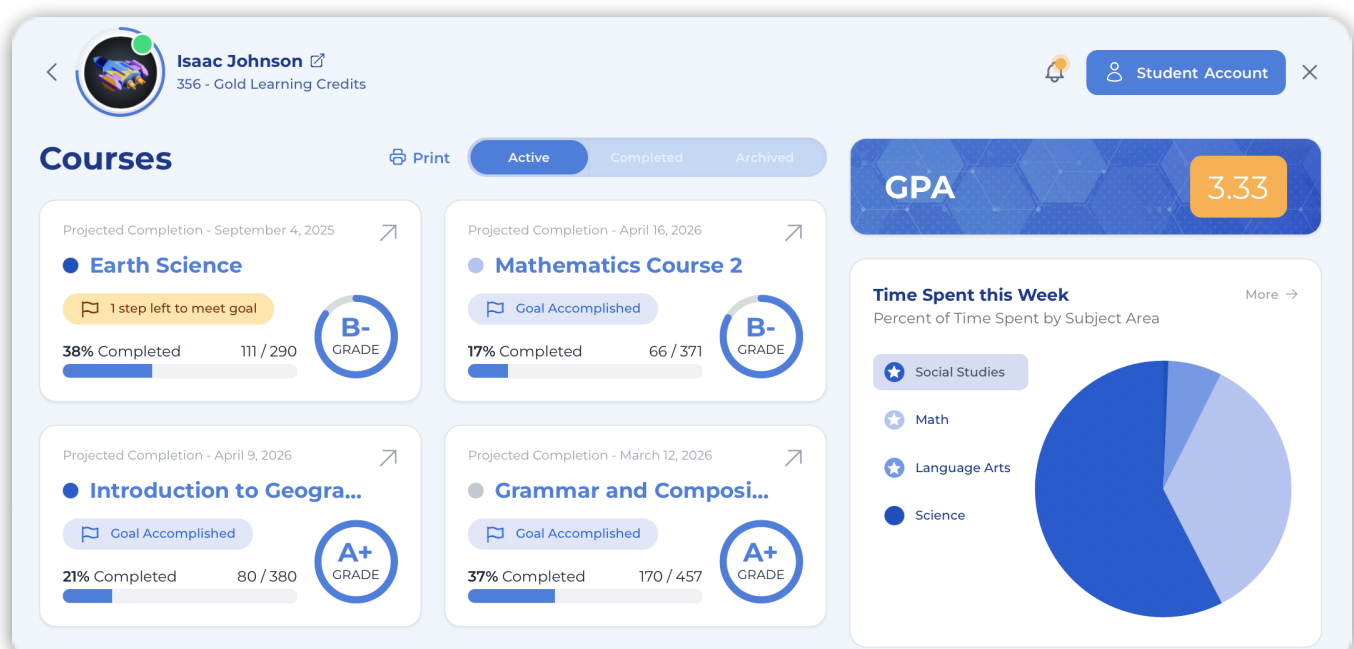 Isaac Johnson
356 - Gold Learning Credits
Student Account
Courses
Print
Active
Completed
Archived
GPA
3.33
Projected Completion - September 4, 2025
Earth Science
1 step left to meet goal
38% Completed
111 / 290
B-
GRADE
Projected Completion - April 16, 2026
Mathematics Course 2
Goal Accomplished
17% Completed
66 / 371
B-
GRADE
Projected Completion - April 9, 2026
Introduction to Geogra...
Goal Accomplished
21% Completed
80 / 380
A+
GRADE
Projected Completion - March 12, 2026
Grammar and Composi...
Goal Accomplished
37% Completed
170 / 457
A+
GRADE
Time Spent this Week
More
Percent of Time Spent by Subject Area
Social Studies
Math
Language Arts
Science